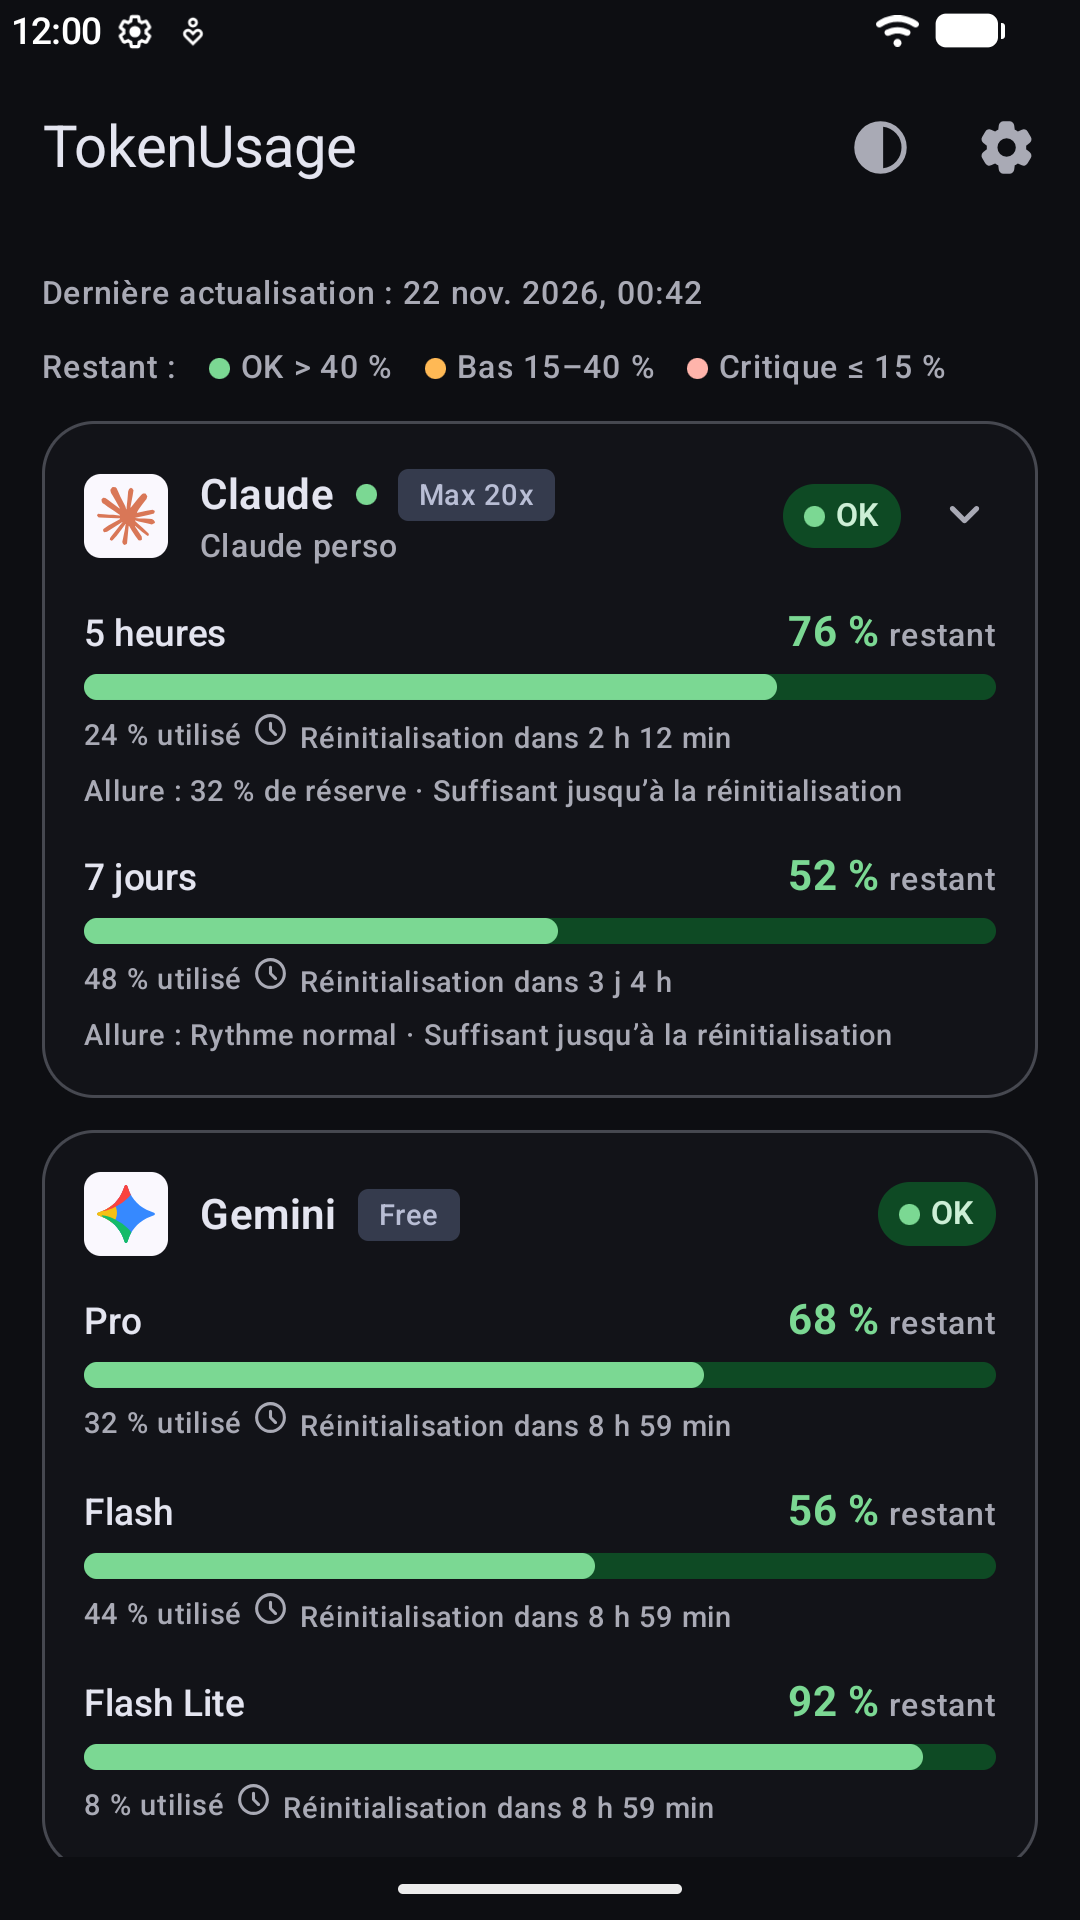 12:00
TokenUsage
Dernière actualisation : 22 nov. 2026, 00:42
Restant : OK > 40 % Bas 15–40 % Critique ≤ 15 %
Claude Max 20x
Claude perso
OK
5 heures 76 % restant
24 % utilisé Réinitialisation dans 2 h 12 min
Allure : 32 % de réserve · Suffisant jusqu’à la réinitialisation
7 jours 52 % restant
48 % utilisé Réinitialisation dans 3 j 4 h
Allure : Rythme normal · Suffisant jusqu’à la réinitialisation
Gemini Free OK
Pro 68 % restant
32 % utilisé Réinitialisation dans 8 h 59 min
Flash 56 % restant
44 % utilisé Réinitialisation dans 8 h 59 min
Flash Lite 92 % restant
8 % utilisé Réinitialisation dans 8 h 59 min